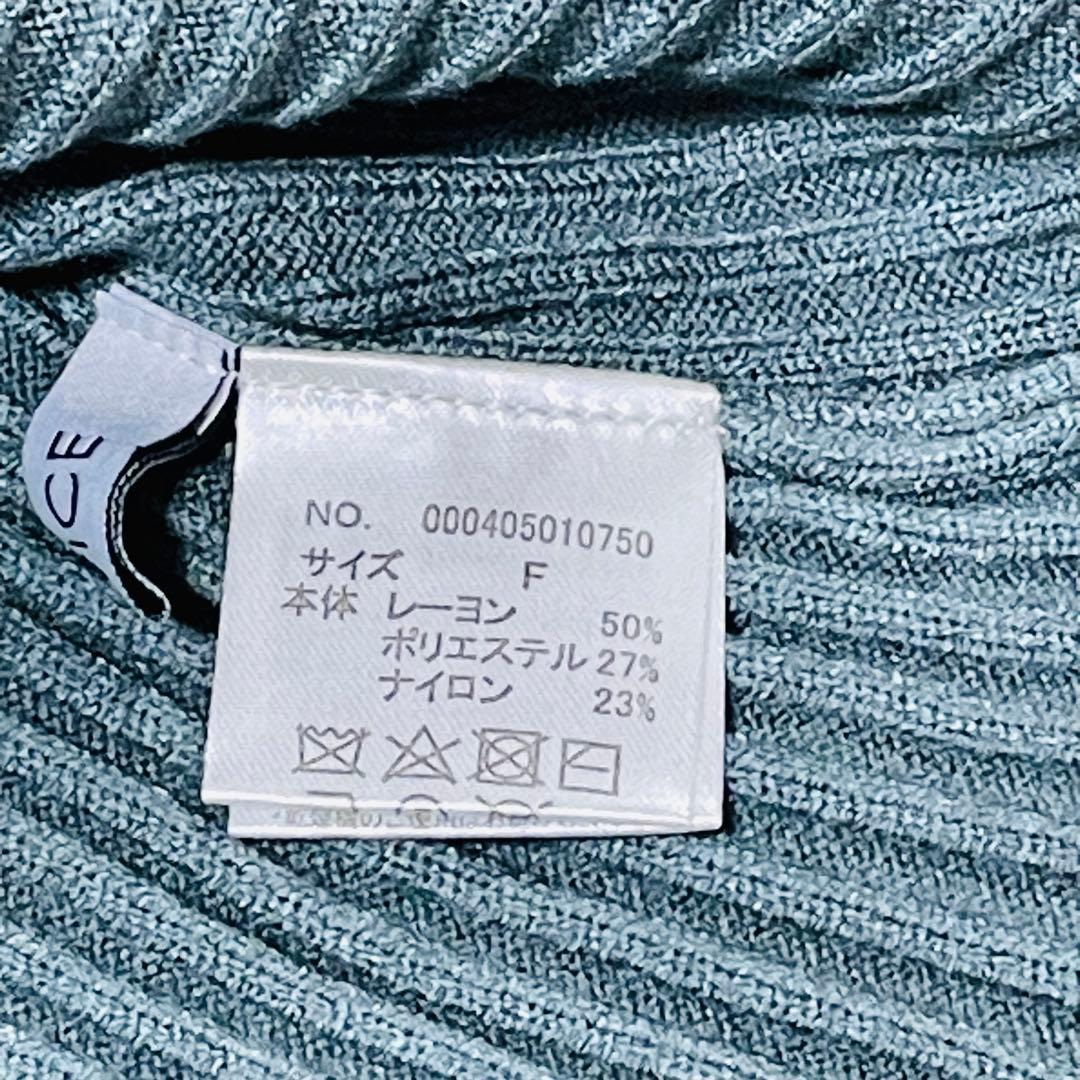 NO. 000405010750
サイズ F
本体 レーヨン 50%
ポリエステル 27%
ナイロン 23%
CE